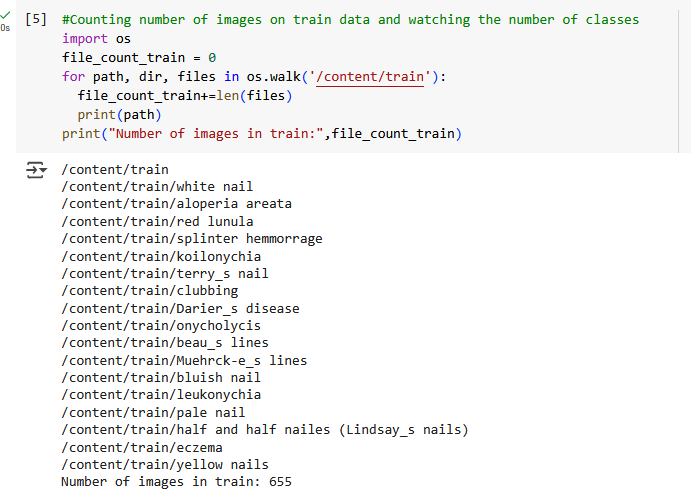 [5] #Counting number of images on train data and watching the number of classes
0s
import os
file_count_train = 0
for path, dir, files in os.walk('/content/train'):
  file_count_train+=len(files)
  print(path)
print("Number of images in train:",file_count_train)
/content/train
/content/train/white nail
/content/train/aloperia areata
/content/train/red lunula
/content/train/splinter hemmorrage
/content/train/koilonychia
/content/train/terry_s nail
/content/train/clubbing
/content/train/Darier_s disease
/content/train/onycholycis
/content/train/beau_s lines
/content/train/Muehrck-e_s lines
/content/train/bluish nail
/content/train/leukonychia
/content/train/pale nail
/content/train/half and half nailes (Lindsay_s nails)
/content/train/eczema
/content/train/yellow nails
Number of images in train: 655